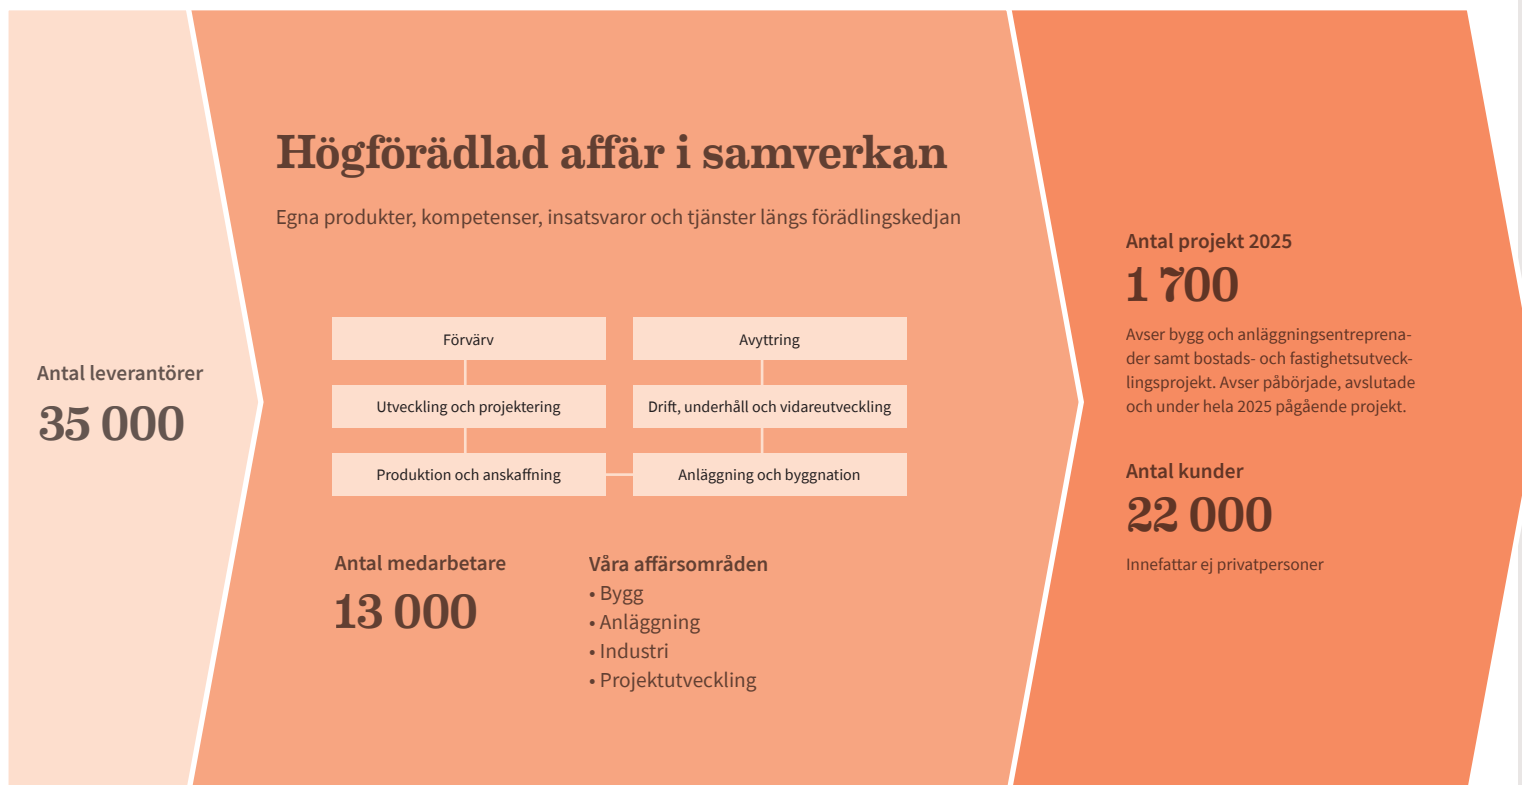 Antal leverantörer
35 000
Högförädlad affär i samverkan
Egna produkter, kompetenser, insatsvaror och tjänster längs förädlingskedjan
Förvärv
Utveckling och projektering
Produktion och anskaffning
Avyttring
Drift, underhåll och vidareutveckling
Anläggning och byggnation
Antal medarbetare
13 000
Våra affärsområden
• Bygg
• Anläggning
• Industri
• Projektutveckling
Antal projekt 2025
1 700
Avser bygg och anläggningsentreprena-
der samt bostads- och fastighetsutveck-
lingsprojekt. Avser påbörjade, avslutade
och under hela 2025 pågående projekt.
Antal kunder
22 000
Innefattar ej privatpersoner